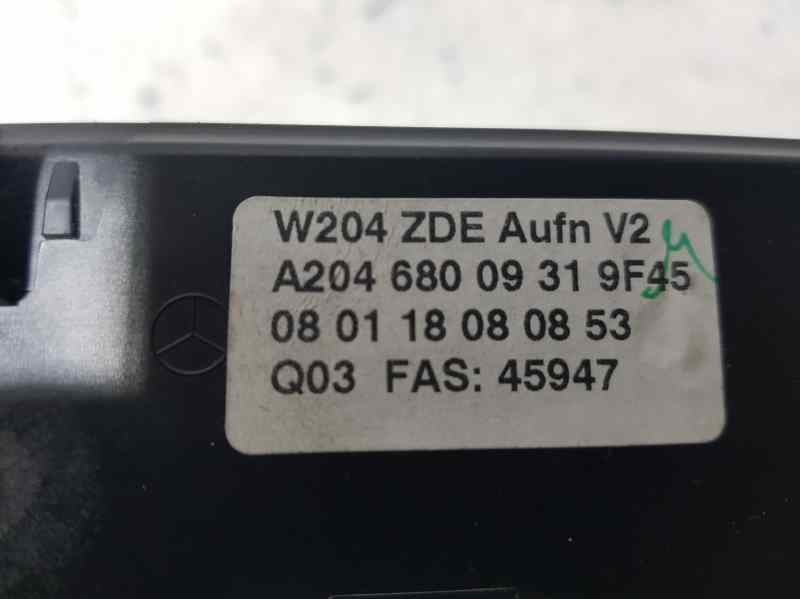 W204 ZDE Aufn V2
A204 680 09 31 9F45
08 01 18 08 08 53
Q03 FAS: 45947